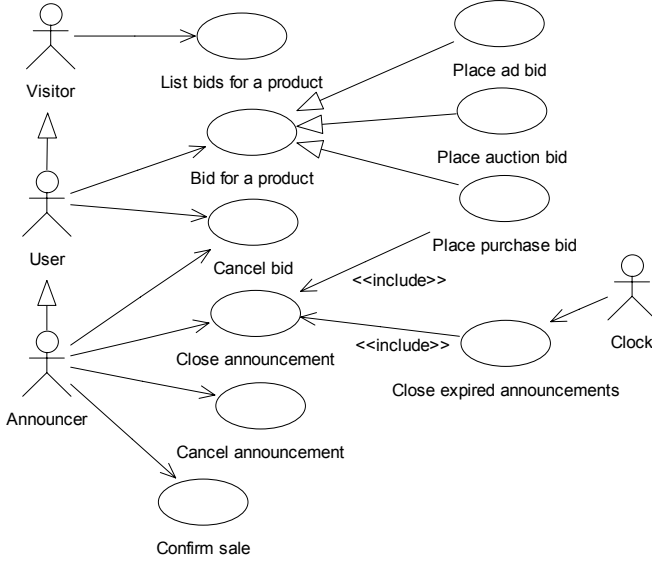 Visitor
List bids for a product
Place ad bid
Place auction bid
Bid for a product
User
Place purchase bid
Cancel bid
<<include>>
Close announcement
<<include>>
Clock
Close expired announcements
Announcer
Cancel announcement
Confirm sale